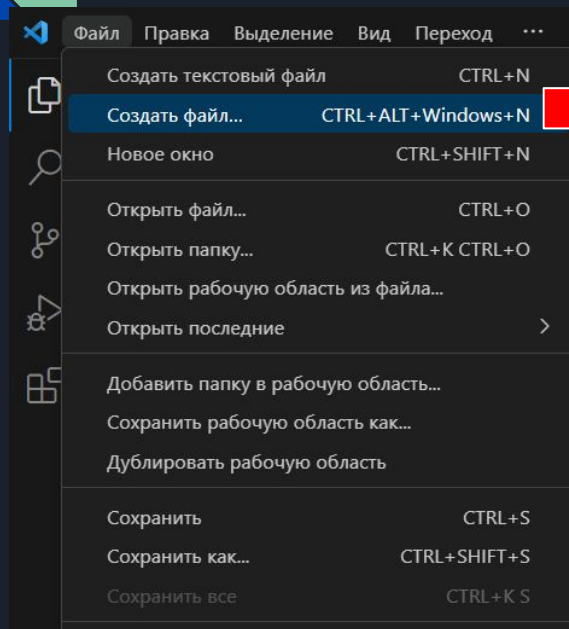 Файл Правка Выделение Вид Переход ...
Создать текстовый файл CTRL+N
Создать файл... CTRL+ALT+Windows+N
Новое окно CTRL+SHIFT+N
Открыть файл... CTRL+O
Открыть папку... CTRL+K CTRL+O
Открыть рабочую область из файла...
Открыть последние
Добавить папку в рабочую область...
Сохранить рабочую область как...
Дублировать рабочую область
Сохранить CTRL+S
Сохранить как... CTRL+SHIFT+S
Сохранить все CTRL+K S